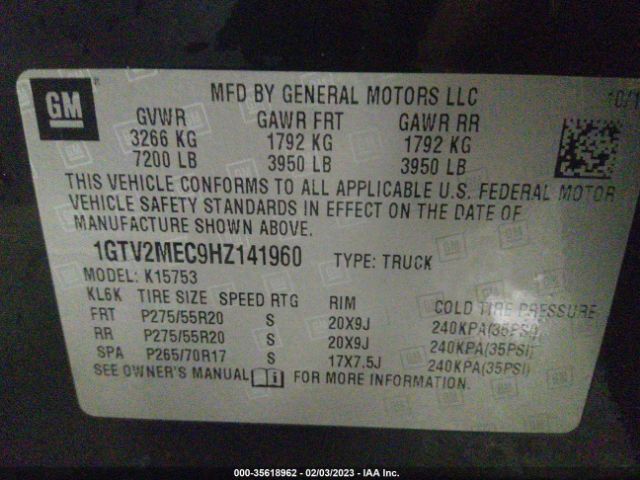 GM
MFD BY GENERAL MOTORS LLC
GVWR GAWR FRT GAWR RR
3266 KG 1792 KG 1792 KG
7200 LB 3950 LB 3950 LB
THIS VEHICLE CONFORMS TO ALL APPLICABLE U.S. FEDERAL MOTOR
VEHICLE SAFETY STANDARDS IN EFFECT ON THE DATE OF
MANUFACTURE SHOWN ABOVE.
1GTV2MEC9HZ141960 TYPE: TRUCK
MODEL: K15753
KL6K TIRE SIZE SPEED RTG RIM COLD TIRE PRESSURE
FRT P275/55R20 S 20X9J 240KPA(35PSI)
RR P275/55R20 S 20X9J 240KPA(35PSI)
SPA P265/70R17 S 17X7.5J 240KPA(35PSI)
SEE OWNER'S MANUAL FOR MORE INFORMATION.
000-35618962 - 02/03/2023 - IAA Inc.